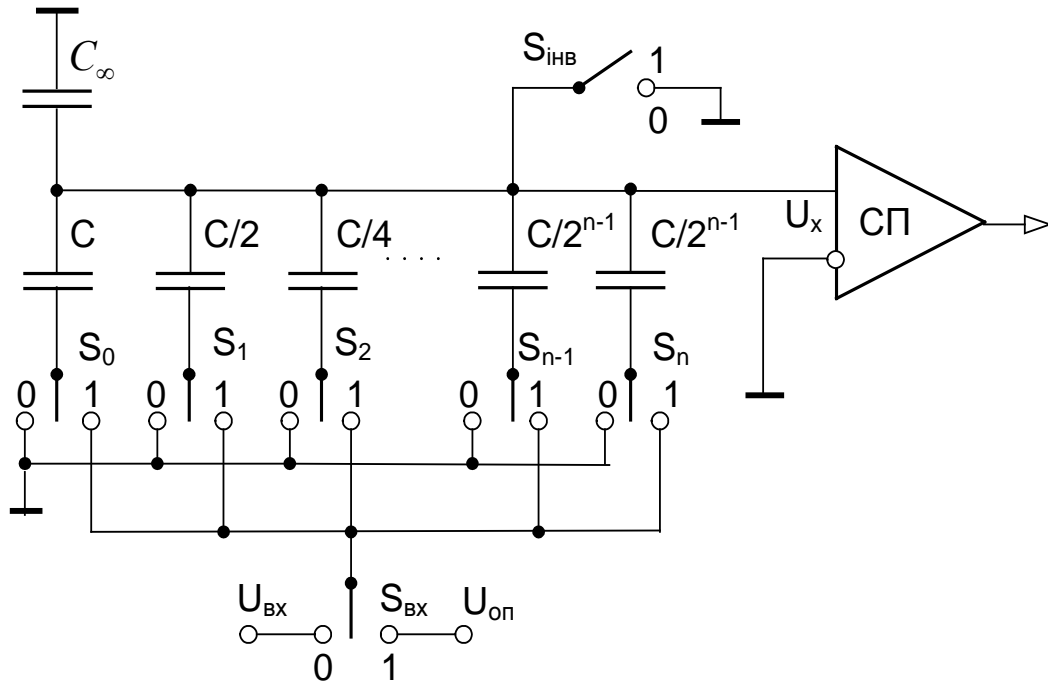 C∞
Sінв
1
0
C
C/2
C/4
. . . .
C/2ⁿ⁻¹
C/2ⁿ⁻¹
Uх
СП
S₀
S₁
S₂
Sₙ₋₁
Sₙ
0 1 0 1 0 1 0 1 0 1
Uвх
Sвх
Uоп
0 1